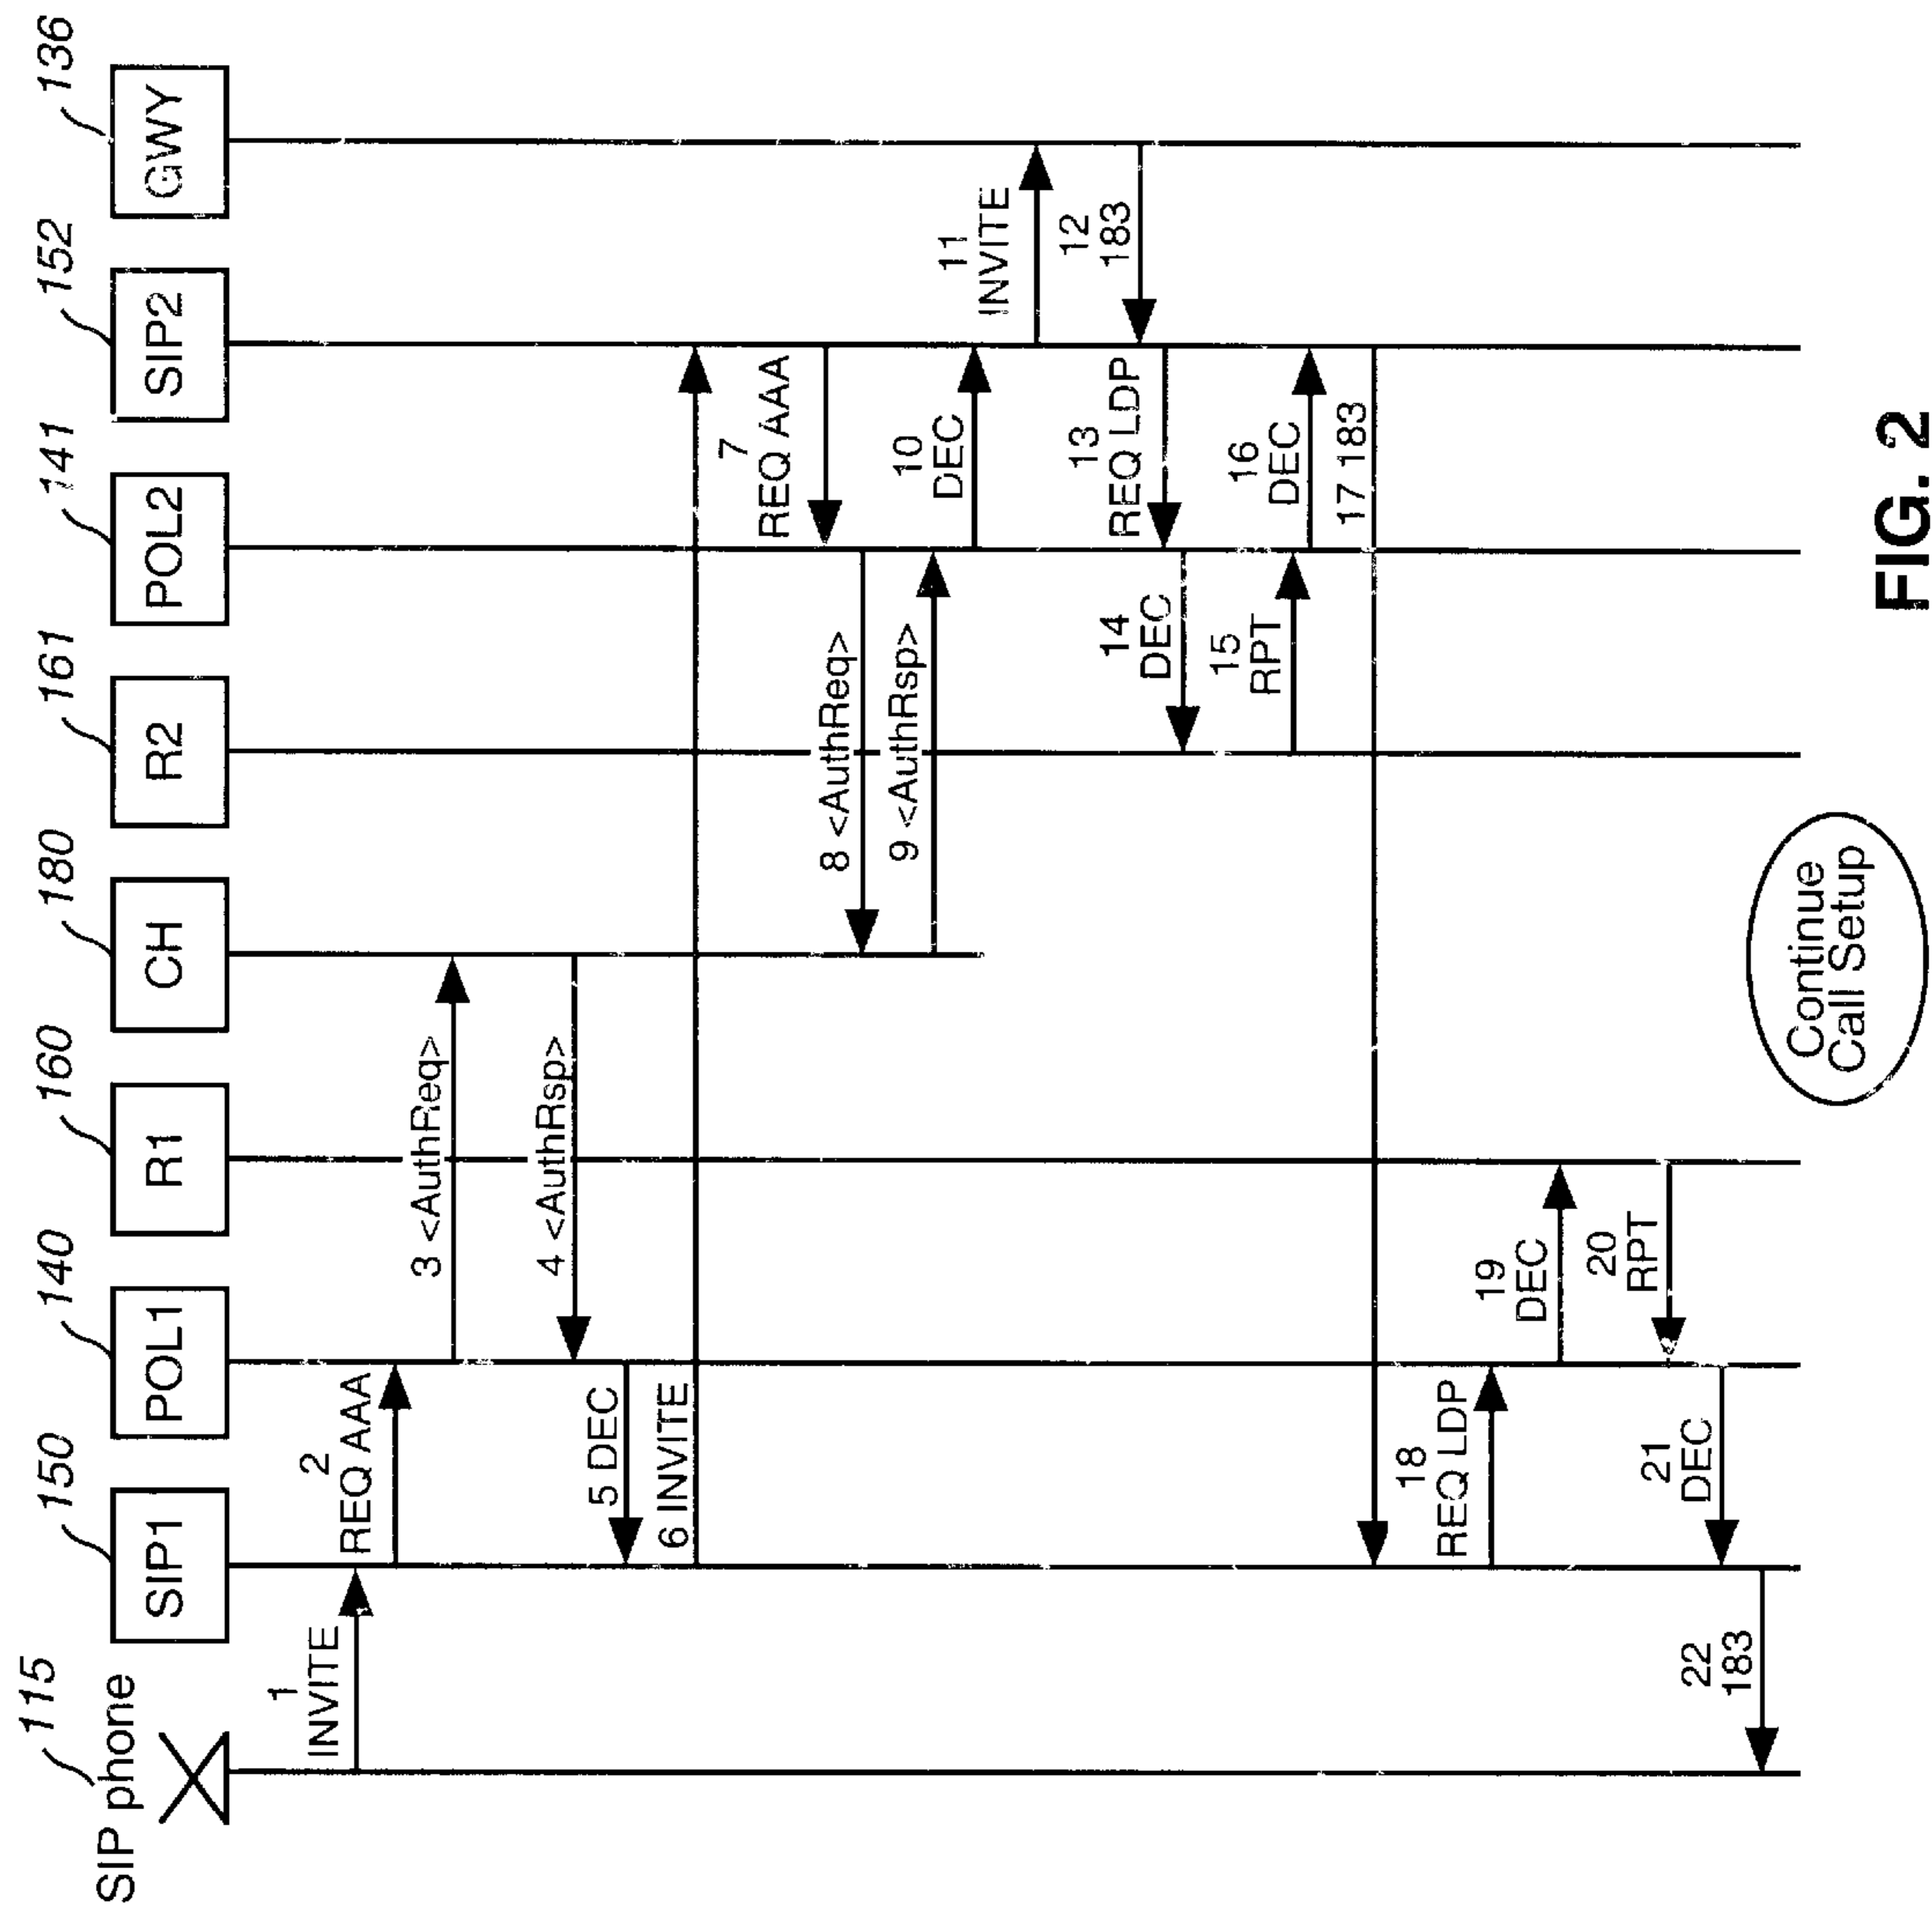 115
SIP phone
150
SIP1
140
POL1
160
R1
180
CH
161
R2
141
POL2
152
SIP2
136
GWY
1
INVITE
2
REQ AAA
3 <AuthReq>
4 <AuthRsp>
5 DEC
6 INVITE
7
REQ AAA
8 <AuthReq>
9 <AuthRsp>
10
DEC
11
INVITE
12
183
13
REQ LDP
14
DEC
15
RPT
16
DEC
17 183
18
REQ LDP
19
DEC
20
RPT
21
DEC
22
183
Continue
Call Setup
FIG. 2